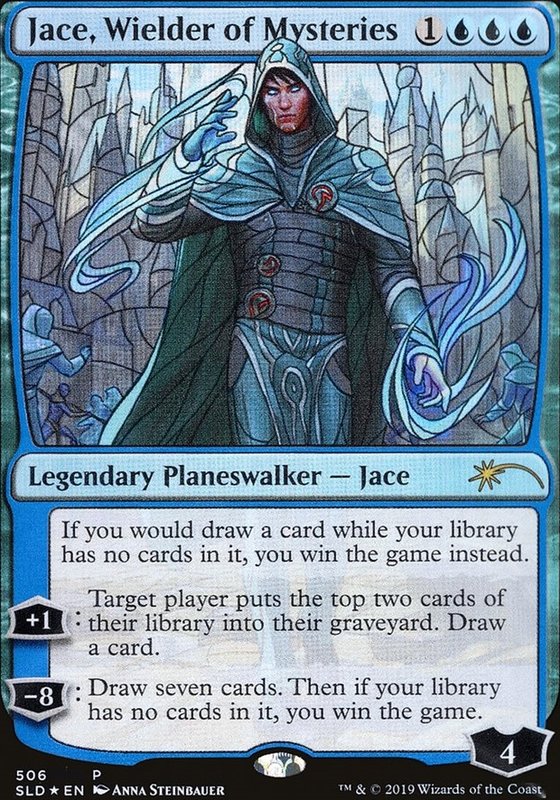 Jace, Wielder of Mysteries 1
Legendary Planeswalker — Jace
If you would draw a card while your library
has no cards in it, you win the game instead.
+1 : Target player puts the top two cards of
their library into their graveyard. Draw
a card.
-8 : Draw seven cards. Then if your library
has no cards in it, you win the game.
4
506 P
SLD ★ EN Anna Steinbauer
™ & © 2019 Wizards of the Coast